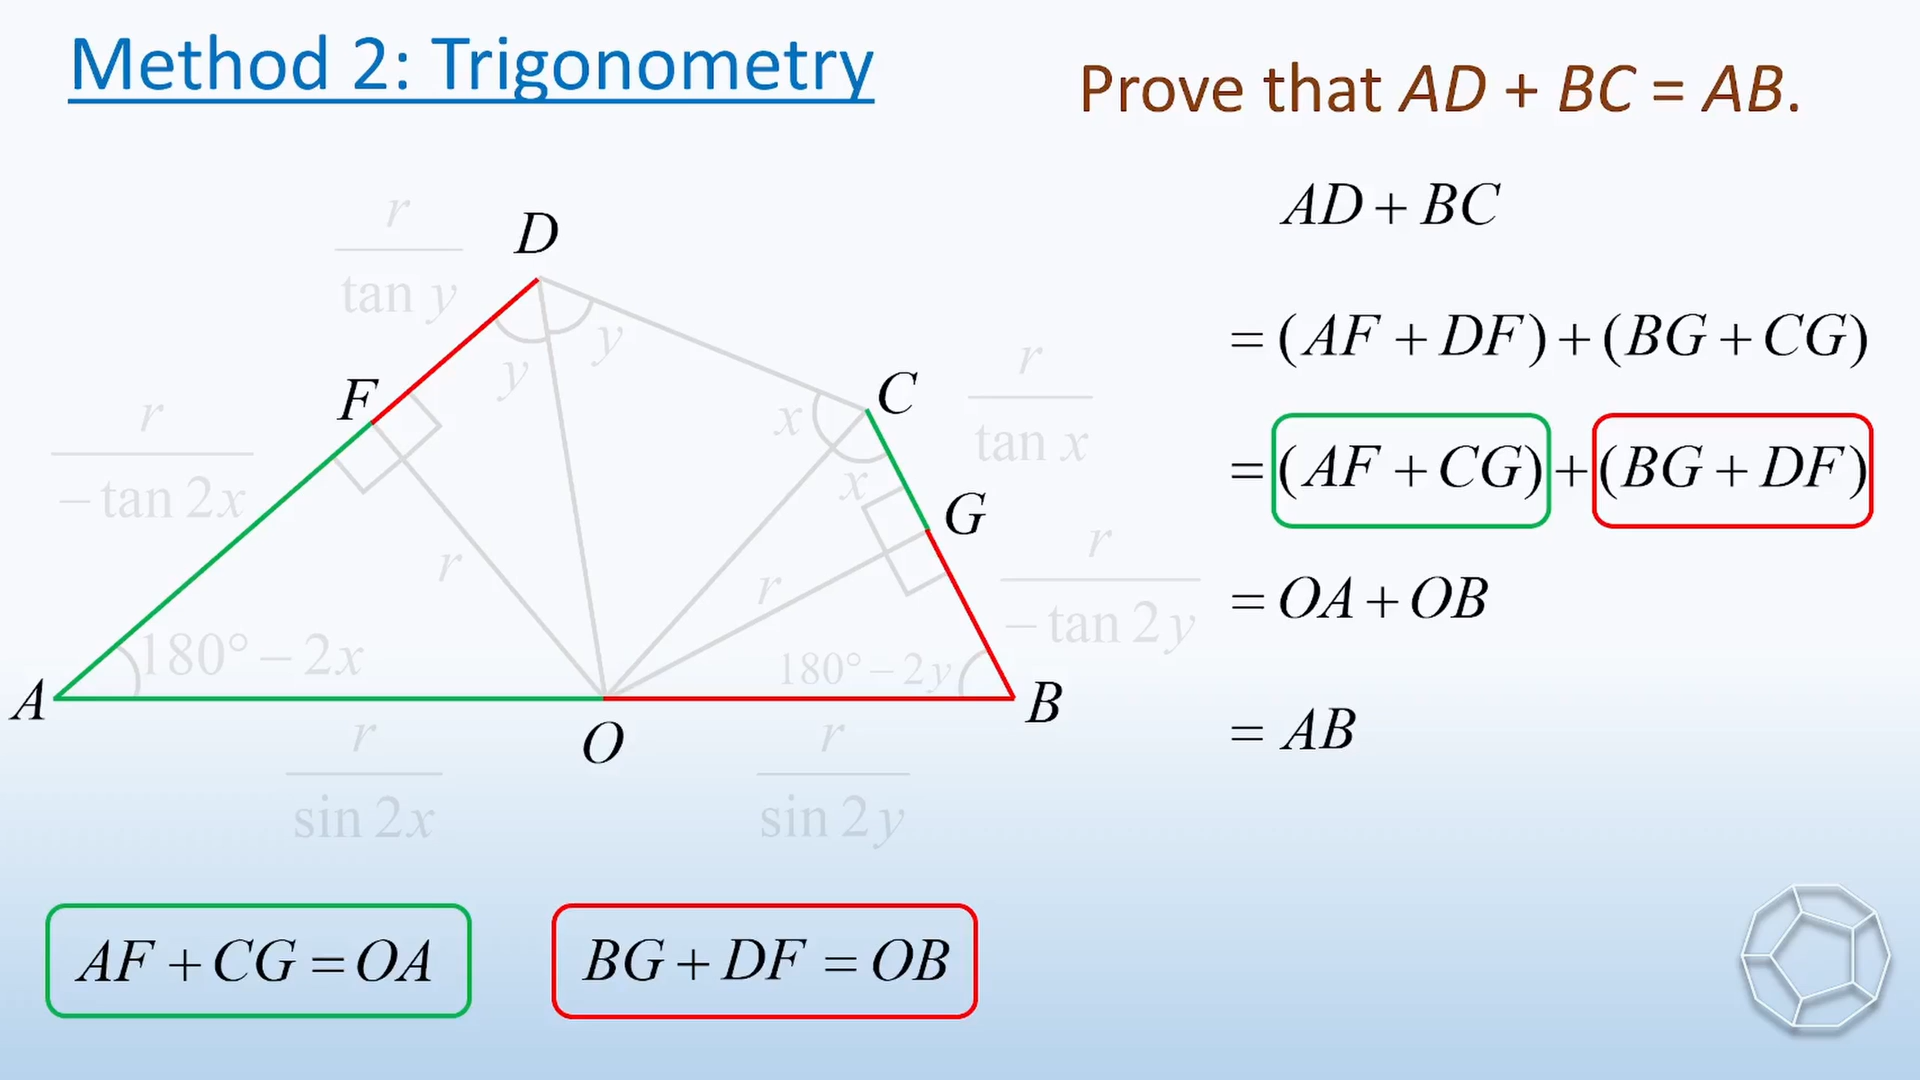 Method 2: Trigonometry
Prove that AD + BC = AB.
AD + BC
= (AF + DF) + (BG + CG)
= (AF + CG) + (BG + DF)
= OA + OB
= AB
D
r
tan y
y
y
F
C
x
x
r
tan x
r
− tan 2x
G
r
r
r
− tan 2y
180° − 2x
180° − 2y
A
O
B
r
sin 2x
r
sin 2y
AF + CG = OA
BG + DF = OB